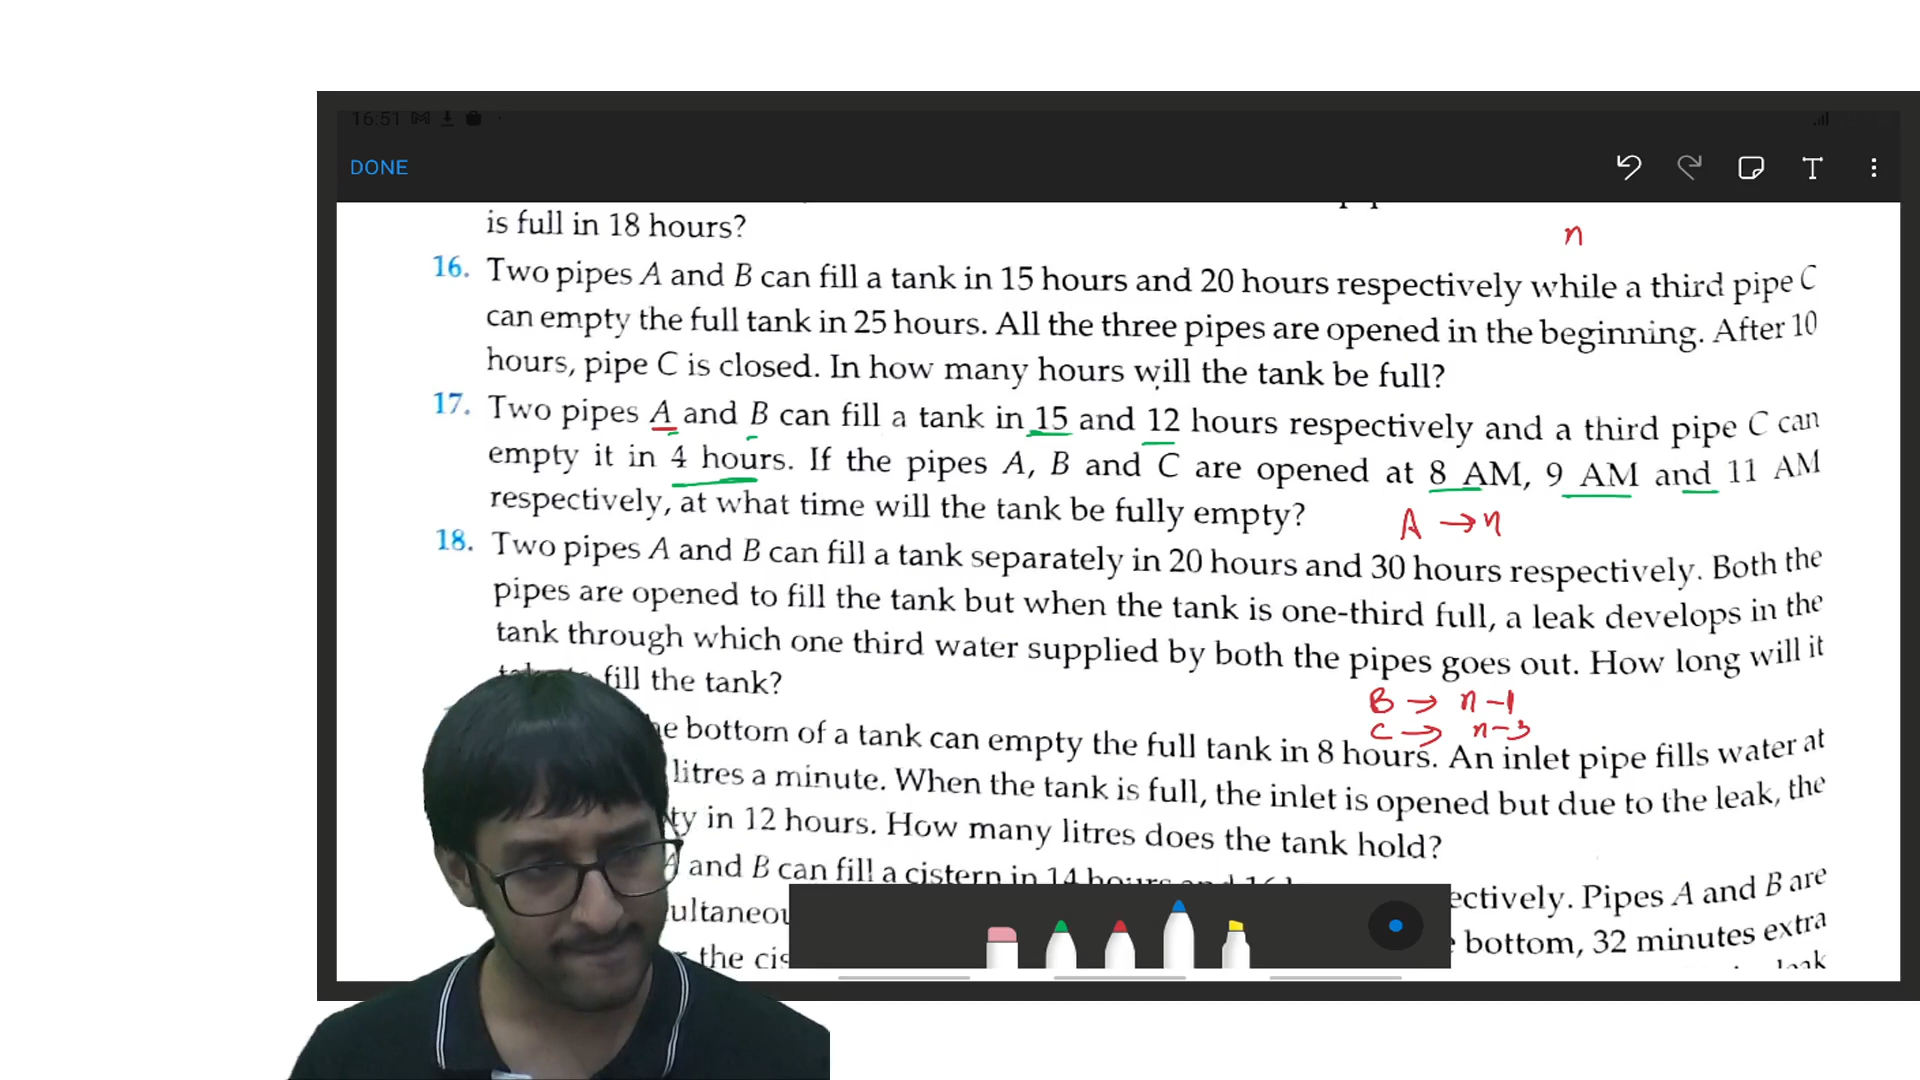 16:51
DONE
is full in 18 hours?
n
16. Two pipes A and B can fill a tank in 15 hours and 20 hours respectively while a third pipe C
can empty the full tank in 25 hours. All the three pipes are opened in the beginning. After 10
hours, pipe C is closed. In how many hours will the tank be full?
17. Two pipes A and B can fill a tank in 15 and 12 hours respectively and a third pipe C can
empty it in 4 hours. If the pipes A, B and C are opened at 8 AM, 9 AM and 11 AM
respectively, at what time will the tank be fully empty?
A → n
18. Two pipes A and B can fill a tank separately in 20 hours and 30 hours respectively. Both the
pipes are opened to fill the tank but when the tank is one-third full, a leak develops in the
tank through which one third water supplied by both the pipes goes out. How long will it
fill the tank?
B → n-1
C → n-3
bottom of a tank can empty the full tank in 8 hours. An inlet pipe fills water at
litres a minute. When the tank is full, the inlet is opened but due to the leak, the
in 12 hours. How many litres does the tank hold?
A and B can fill a cistern in 14 hours and Pipes A and B are
bottom, 32 minutes extra
the
leak